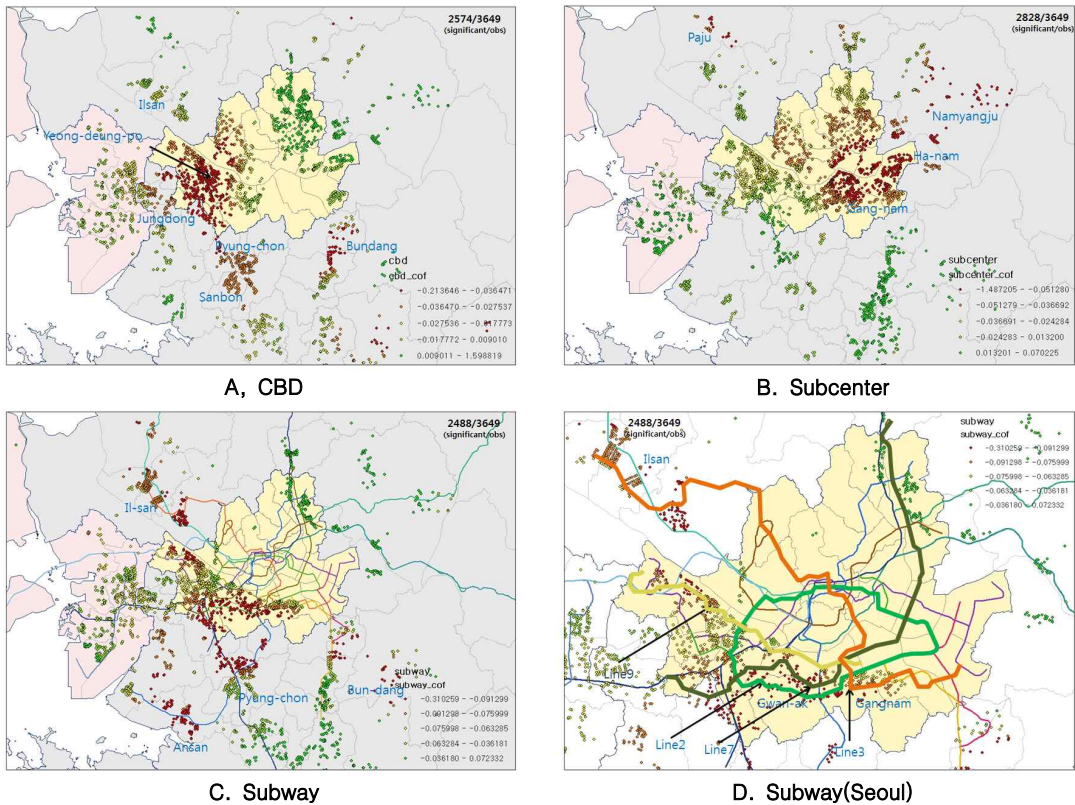 2574/3649
(significant/obs)
Ilsan
Yeong-deung-po
Jungdong
Pyung-chon
Bundang
Sanbon
cbd
cbd_cof
-0.213646 - -0.036471
-0.036470 - -0.027537
-0.027536 - -0.017773
-0.017772 - 0.009010
0.009011 - 1.598819
A, CBD
2828/3649
(significant/obs)
Paju
Namyangju
Ha-nam
Gang-nam
subcenter
subcenter_cof
-1.487205 - -0.051280
-0.051279 - -0.036692
-0.036691 - -0.024284
-0.024283 - 0.013200
0.013201 - 0.070225
B. Subcenter
2488/3649
(significant/obs)
Il-san
Pyung-chon
Bun-dang
Ansan
subway
subway_cof
-0.310259 - -0.091299
-0.091298 - -0.075999
-0.075998 - -0.063285
-0.063284 - -0.036181
-0.036180 - 0.072332
C. Subway
2488/3649
(significant/obs)
Ilsan
subway
subway_cof
-0.310259 - -0.091299
-0.091298 - -0.075999
-0.075998 - -0.063285
-0.063284 - -0.036181
-0.036180 - 0.072332
Line9
Gwan-ak
Gangnam
Line2
Line7
Line3
D. Subway(Seoul)